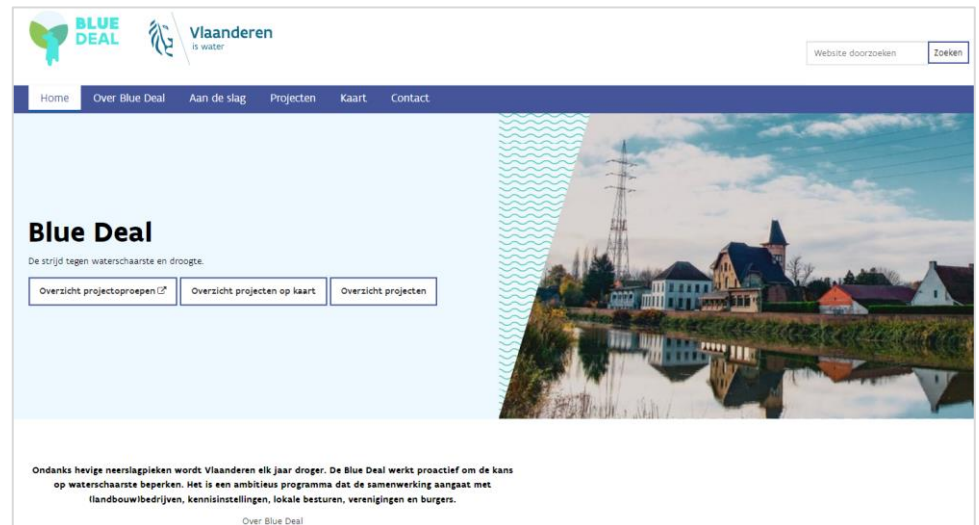 BLUE
DEAL
Vlaanderen
is water
Website doorzoeken
Zoeken
Home Over Blue Deal Aan de slag Projecten Kaart Contact
Blue Deal
De strijd tegen waterschaarste en droogte.
Overzicht projectoproepen Overzicht projecten op kaart Overzicht projecten
Ondanks hevige neerslagpieken wordt Vlaanderen elk jaar droger. De Blue Deal werkt proactief om de kans
op waterschaarste beperken. Het is een ambitieus programma dat de samenwerking aangaat met
(landbouw)bedrijven, kennisinstellingen, lokale besturen, verenigingen en burgers.
Over Blue Deal